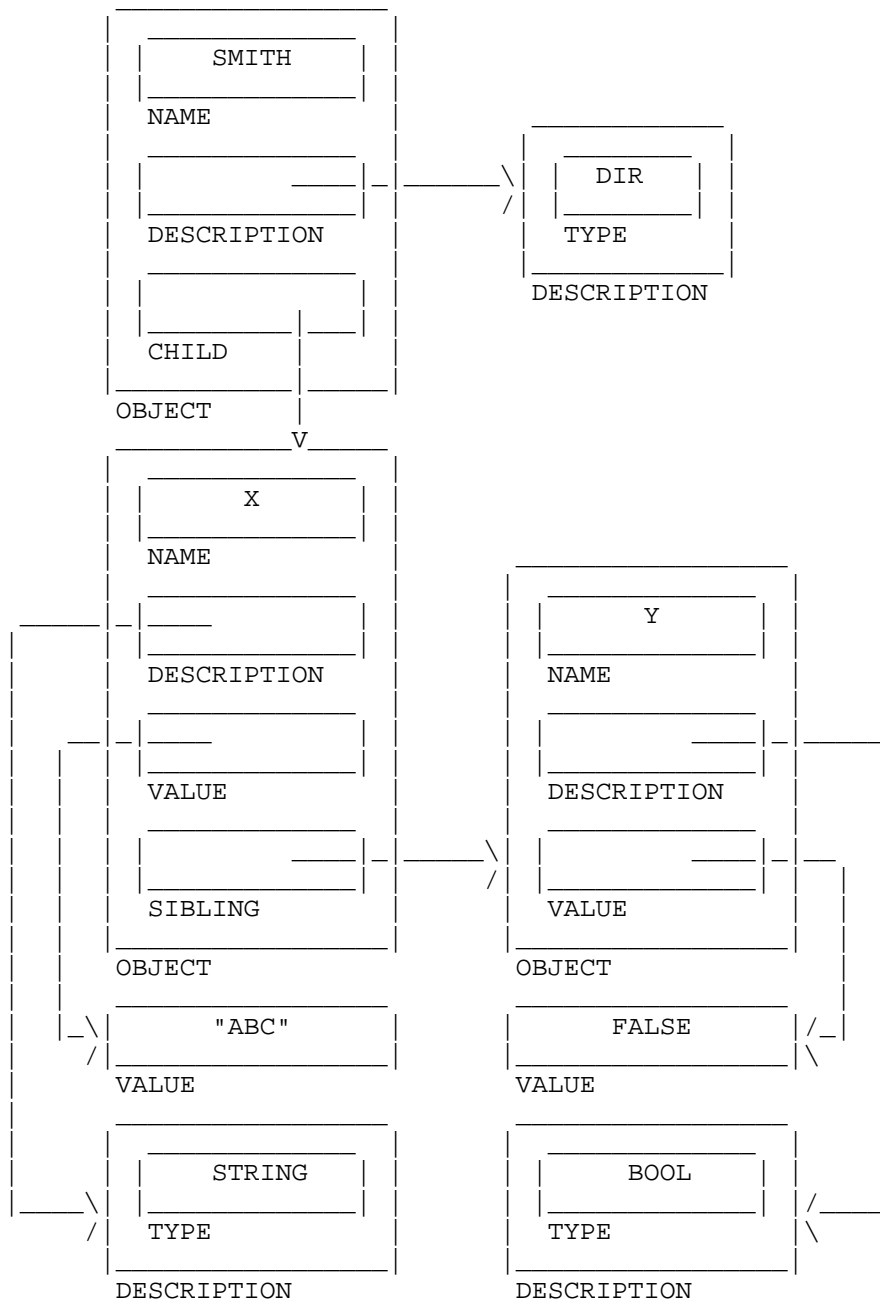 SMITH
NAME
DIR
DESCRIPTION
TYPE
DESCRIPTION
CHILD
OBJECT
V
X
NAME
Y
DESCRIPTION
NAME
VALUE
DESCRIPTION
SIBLING
VALUE
OBJECT
OBJECT
"ABC"
FALSE
VALUE
VALUE
STRING
BOOL
TYPE
TYPE
DESCRIPTION
DESCRIPTION